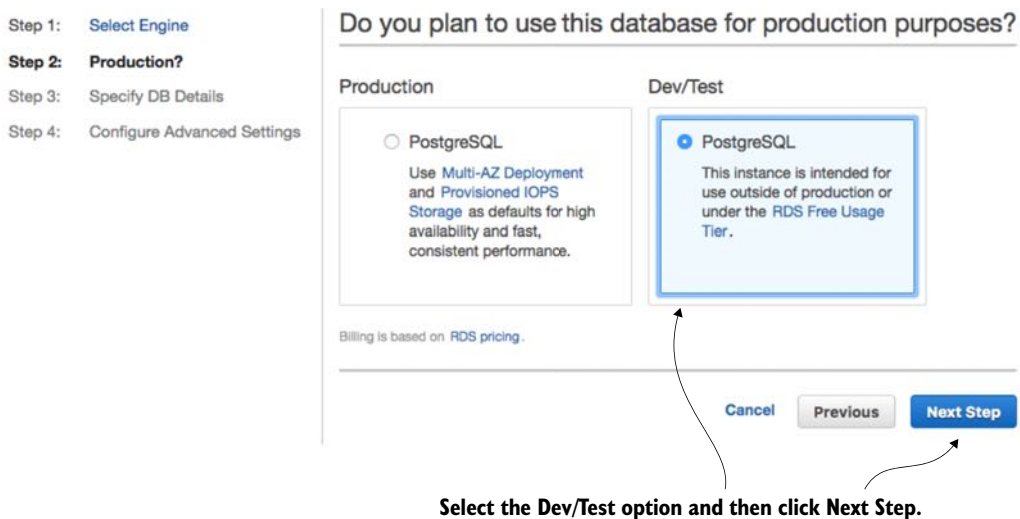 Step 1: Select Engine
Step 2: Production?
Step 3: Specify DB Details
Step 4: Configure Advanced Settings
Do you plan to use this database for production purposes?
Production
PostgreSQL
Use Multi-AZ Deployment
and Provisioned IOPS
Storage as defaults for high
availability and fast,
consistent performance.
Dev/Test
PostgreSQL
This instance is intended for
use outside of production or
under the RDS Free Usage
Tier.
Billing is based on RDS pricing.
Cancel
Previous
Next Step
Select the Dev/Test option and then click Next Step.